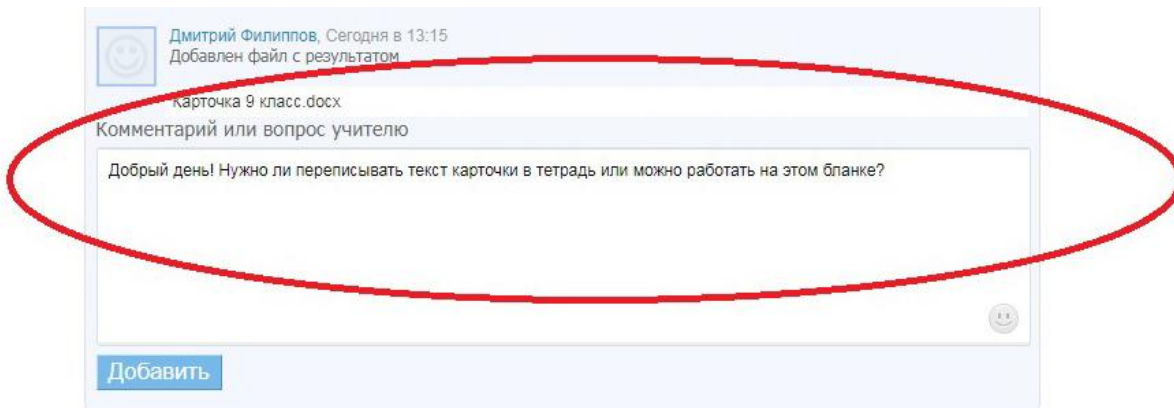 Дмитрий Филиппов, Сегодня в 13:15
Добавлен файл с результатом
Карточка 9 класс.docx
Комментарий или вопрос учителю
Добрый день! Нужно ли переписывать текст карточки в тетрадь или можно работать на этом бланке?
Добавить